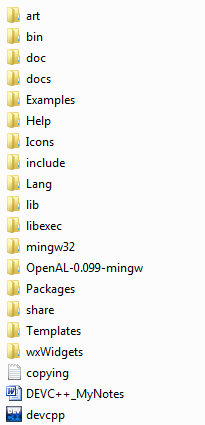 art
bin
doc
docs
Examples
Help
Icons
include
Lang
lib
libexec
mingw32
OpenAL-0.099-mingw
Packages
share
Templates
wxWidgets
copying
DEVC++_MyNotes
DEV
devcpp